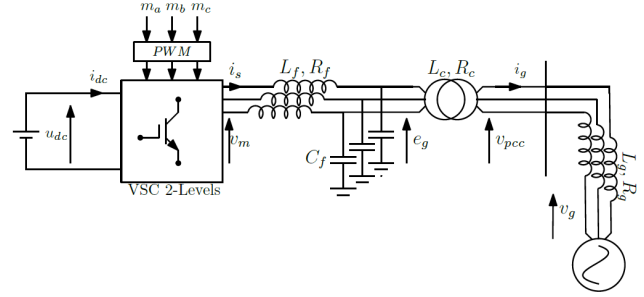 m_a m_b m_c
PWM
i_dc
i_s
L_f, R_f
L_c, R_c
i_g
u_dc
v_m
C_f
e_g
v_pcc
L_g, R_g
VSC 2-Levels
v_g